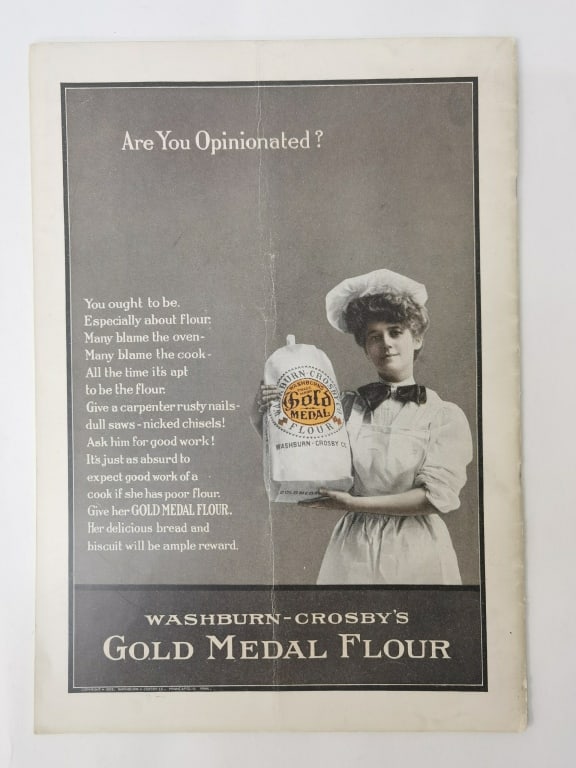 Are You Opinionated?
You ought to be.
Especially about flour.
Many blame the oven-
Many blame the cook-
All the time it's apt
to be the flour.
Give a carpenter rusty nails-
dull saws-nicked chisels!
Ask him for good work!
It's just as absurd to
expect good work of a
cook if she has poor flour.
Give her GOLD MEDAL FLOUR.
Her delicious bread and
biscuit will be ample reward.
WASHBURN-CROSBY CO
WASHBURN'S
Gold
MEDAL
FLOUR
WASHBURN-CROSBY CO.
WASHBURN-CROSBY'S
GOLD MEDAL FLOUR